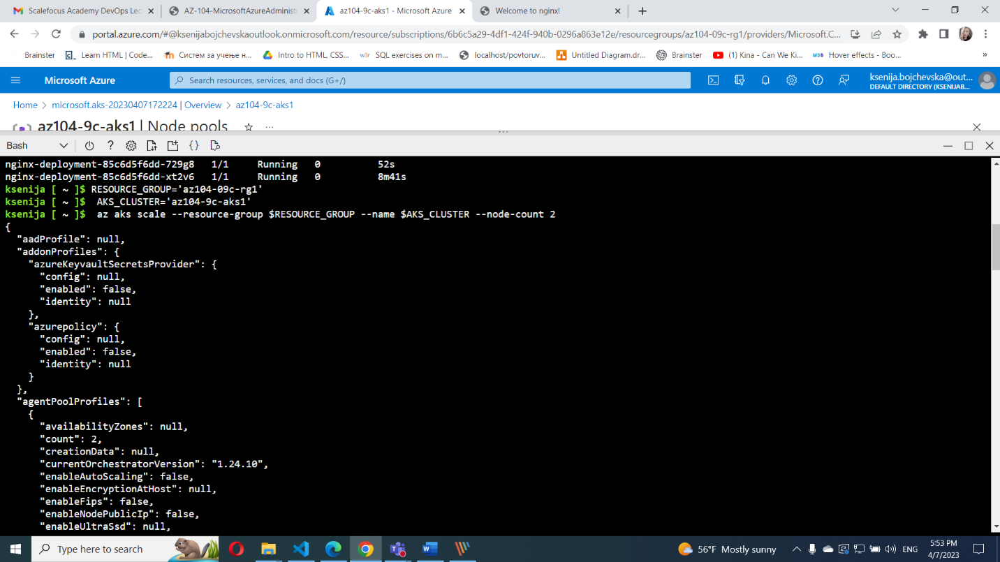 Scalefocus Academy DevOps Lec
AZ-104-MicrosoftAzureAdministr
az104-9c-aks1 - Microsoft Azure
Welcome to nginx!
portal.azure.com/#@ksenijabojchevskaoutlook.onmicrosoft.com/resource/subscriptions/6b6c5a29-4df1-424f-940b-0296a863e12e/resourcegroups/az104-09c-rg1/providers/Microsoft.C...
Brainster
Learn HTML | Code...
Систем за учење н...
Intro to HTML, CSS...
SQL exercises on m...
localhost/povtoruv...
Untitled Diagram.dr...
Brainster
(1) Kina - Can We Ki...
Hover effects - Boo...
Microsoft Azure
Search resources, services, and docs (G+/)
ksenija.bojchevska@out...
DEFAULT DIRECTORY (KSENIJAB...
Home > microsoft.aks-20230407172224 | Overview > az104-9c-aks1
az104-9c-aks1 | Node pools
Bash
nginx-deployment-85c6d5f6dd-729g8 1/1 Running 0 52s
nginx-deployment-85c6d5f6dd-xt2v6 1/1 Running 0 8m41s
ksenija [ ~ ]$ RESOURCE_GROUP='az104-09c-rg1'
ksenija [ ~ ]$ AKS_CLUSTER='az104-9c-aks1'
ksenija [ ~ ]$ az aks scale --resource-group $RESOURCE_GROUP --name $AKS_CLUSTER --node-count 2
{
"aadProfile": null,
"addonProfiles": {
"azureKeyvaultSecretsProvider": {
"config": null,
"enabled": false,
"identity": null
},
"azurepolicy": {
"config": null,
"enabled": false,
"identity": null
}
},
"agentPoolProfiles": [
{
"availabilityZones": null,
"count": 2,
"creationData": null,
"currentOrchestratorVersion": "1.24.10",
"enableAutoScaling": false,
"enableEncryptionAtHost": null,
"enableFips": false,
"enableNodePublicIp": false,
"enableUltraSsd": null,
Type here to search
56°F Mostly sunny
ENG
5:53 PM
4/7/2023